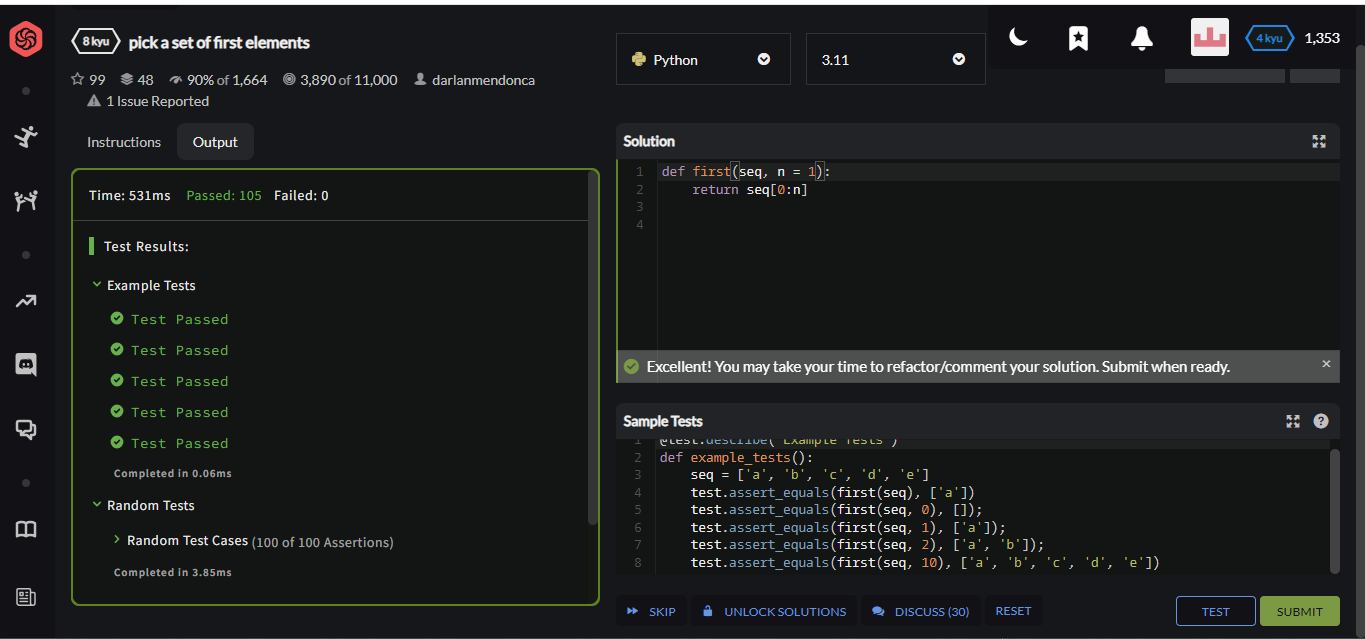 8 kyu pick a set of first elements
99 48 90% of 1,664 3,890 of 11,000 darlanmendonca
1 Issue Reported
Python 3.11
4 kyu 1,353
Instructions Output
Time: 531ms Passed: 105 Failed: 0
Test Results:
Example Tests
Test Passed
Test Passed
Test Passed
Test Passed
Test Passed
Completed in 0.06ms
Random Tests
Random Test Cases (100 of 100 Assertions)
Completed in 3.85ms
Solution
1 def first(seq, n = 1):
2     return seq[0:n]
3
4
Excellent! You may take your time to refactor/comment your solution. Submit when ready. ×
Sample Tests ?
1 @test.describe("Example Tests")
2 def example_tests():
3     seq = ['a', 'b', 'c', 'd', 'e']
4     test.assert_equals(first(seq), ['a'])
5     test.assert_equals(first(seq, 0), []);
6     test.assert_equals(first(seq, 1), ['a']);
7     test.assert_equals(first(seq, 2), ['a', 'b']);
8     test.assert_equals(first(seq, 10), ['a', 'b', 'c', 'd', 'e'])
SKIP UNLOCK SOLUTIONS DISCUSS (30) RESET TEST SUBMIT